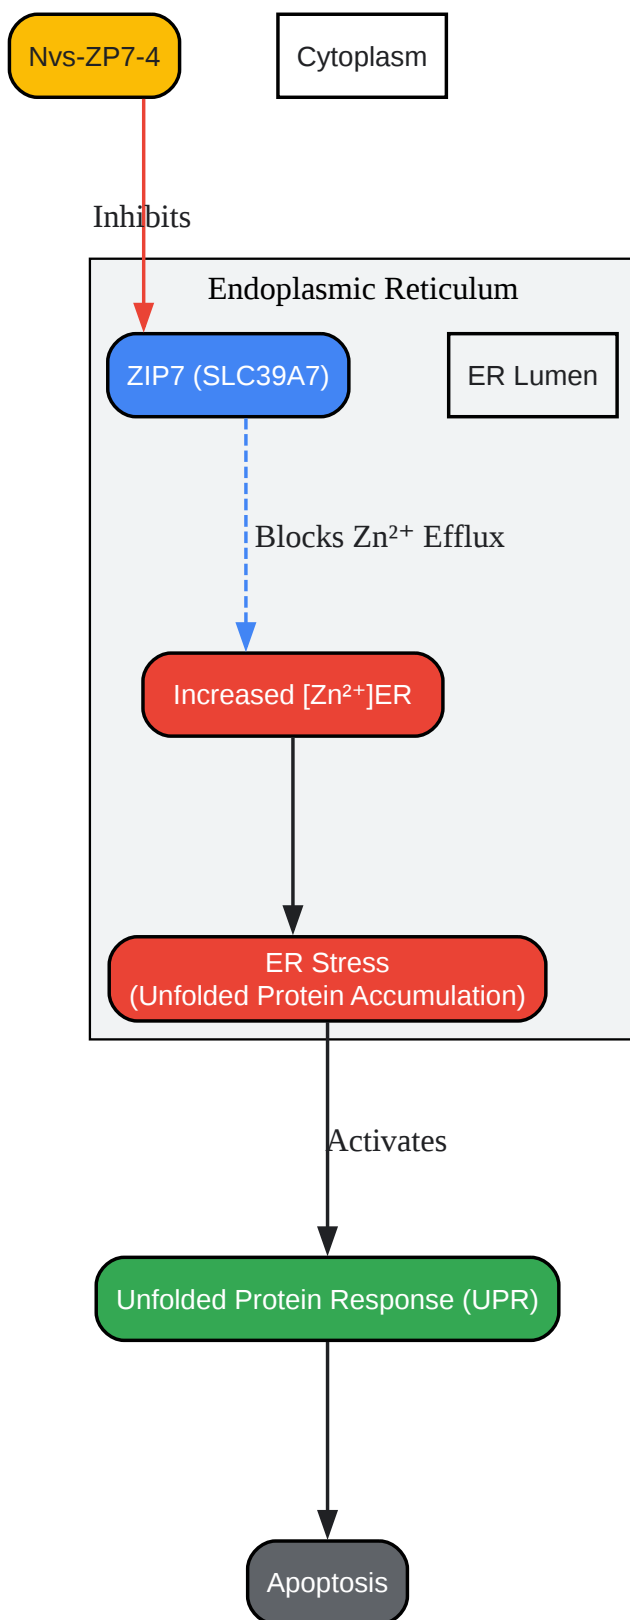 Nvs-ZP7-4
Cytoplasm
Inhibits
Endoplasmic Reticulum
ZIP7 (SLC39A7)
ER Lumen
Blocks Zn²⁺ Efflux
Increased [Zn²⁺]ER
ER Stress
(Unfolded Protein Accumulation)
Activates
Unfolded Protein Response (UPR)
Apoptosis